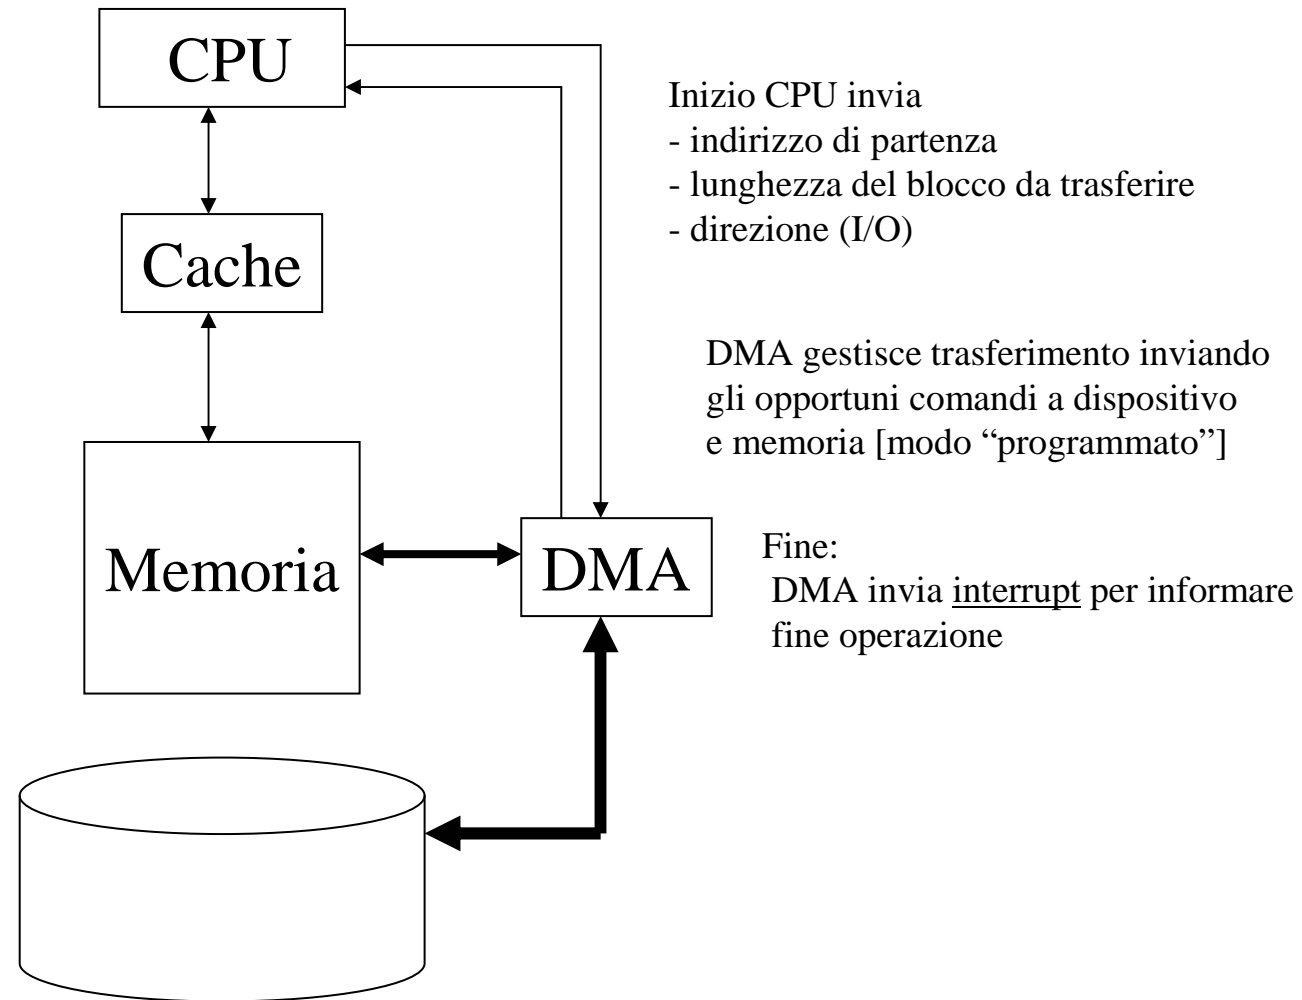 CPU
Inizio CPU invia
- indirizzo di partenza
- lunghezza del blocco da trasferire
- direzione (I/O)
Cache
DMA gestisce trasferimento inviando
gli opportuni comandi a dispositivo
e memoria [modo “programmato”]
Memoria
DMA
Fine:
DMA invia interrupt per informare
fine operazione